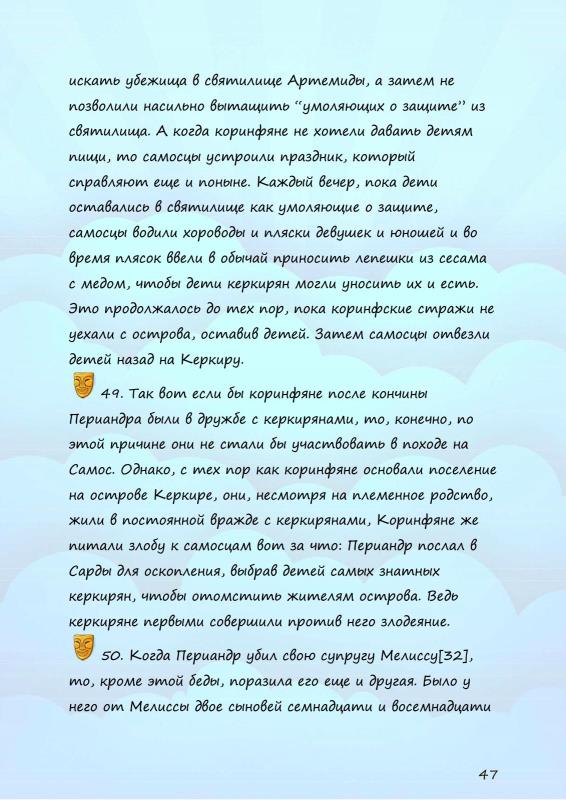 искать убежища в святилище Артемиды, а затем не
позволили насильно вытащить “умоляющих о защите” из
святилища. А когда коринфяне не хотели давать детям
пищи, то самосцы устроили праздник, который
справляют еще и поныне. Каждый вечер, пока дети
оставались в святилище как умоляющие о защите,
самосцы водили хороводы и пляски девушек и юношей и во
время плясок ввели в обычай приносить лепешки из сесама
с медом, чтобы дети керкирян могли уносить их и есть.
Это продолжалось до тех пор, пока коринфские стражи не
уехали с острова, оставив детей. Затем самосцы отвезли
детей назад на Керкиру.
49. Так вот если бы коринфяне после кончины
Периандра были в дружбе с керкирянами, то, конечно, по
этой причине они не стали бы участвовать в походе на
Самос. Однако, с тех пор как коринфяне основали поселение
на острове Керкире, они, несмотря на племенное родство,
жили в постоянной вражде с керкирянами, Коринфяне же
питали злобу к самосцам вот за что: Периандр послал в
Сарды для оскопления, выбрав детей самых знатных
керкирян, чтобы отомстить жителям острова. Ведь
керкиряне первыми совершили против него злодеяние.
50. Когда Периандр убил свою супругу Мелиссу[32],
то, кроме этой беды, поразила его еще и другая. Было у
него от Мелиссы двое сыновей семнадцати и восемнадцати
47